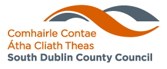 Comhairle Contae
Átha Cliath Theas
South Dublin County Council